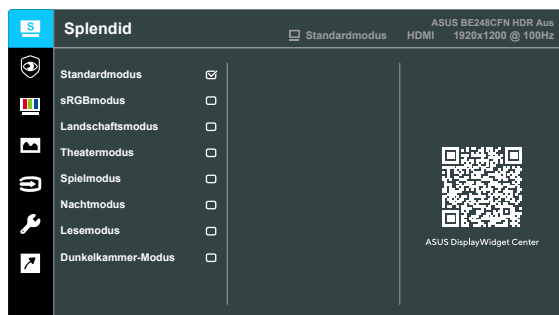 S
Splendid
Standardmodus
ASUS BE248CFN HDR Aus
HDMI 1920x1200 @ 100Hz
Standardmodus
sRGBmodus
Landschaftsmodus
Theatermodus
Spielmodus
Nachtmodus
Lesemodus
Dunkelkammer-Modus
ASUS DisplayWidget Center